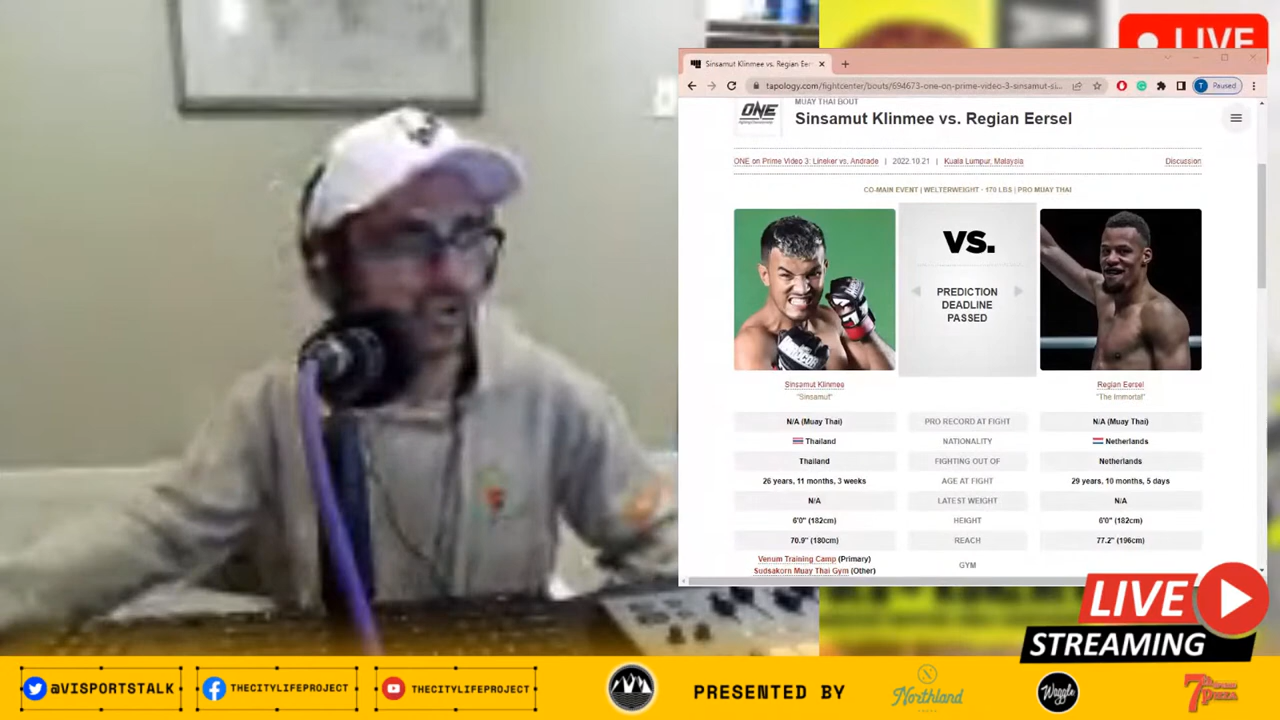 LIVE
Sinsamut Klinmee vs. Regian Eer
tapology.com/fightcenter/bouts/694673-one-on-prime-video-3-sinsamut-si...
T Paused
MUAY THAI BOUT
ONE
Sinsamut Klinmee vs. Regian Eersel
ONE on Prime Video 3: Lineker vs. Andrade | 2022.10.21 | Kuala Lumpur, Malaysia Discussion
CO-MAIN EVENT | WELTERWEIGHT · 170 LBS | PRO MUAY THAI
VS.
PREDICTION
DEADLINE
PASSED
Sinsamut Klinmee Regian Eersel
"Sinsamut" "The Immortal"
N/A (Muay Thai) PRO RECORD AT FIGHT N/A (Muay Thai)
Thailand NATIONALITY Netherlands
Thailand FIGHTING OUT OF Netherlands
26 years, 11 months, 3 weeks AGE AT FIGHT 29 years, 10 months, 5 days
N/A LATEST WEIGHT N/A
6'0" (182cm) HEIGHT 6'0" (182cm)
70.9" (180cm) REACH 77.2" (196cm)
Venum Training Camp (Primary)
Sudsakorn Muay Thai Gym (Other) GYM
LIVE
STREAMING
@VISPORTSTALK THECITYLIFEPROJECT THECITYLIFEPROJECT PRESENTED BY Northland Waggle